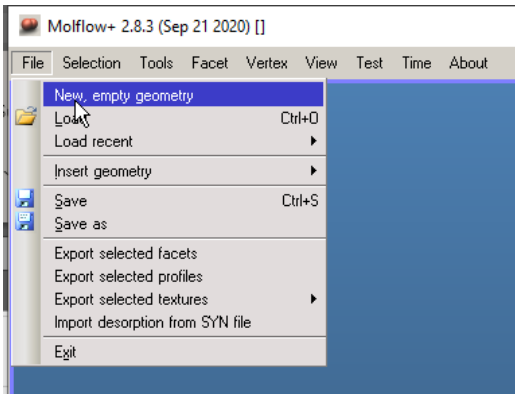 Molflow+ 2.8.3 (Sep 21 2020) []
File Selection Tools Facet Vertex View Test Time About
New, empty geometry
Load Ctrl+O
Load recent
Insert geometry
Save Ctrl+S
Save as
Export selected facets
Export selected profiles
Export selected textures
Import desorption from SYN file
Exit